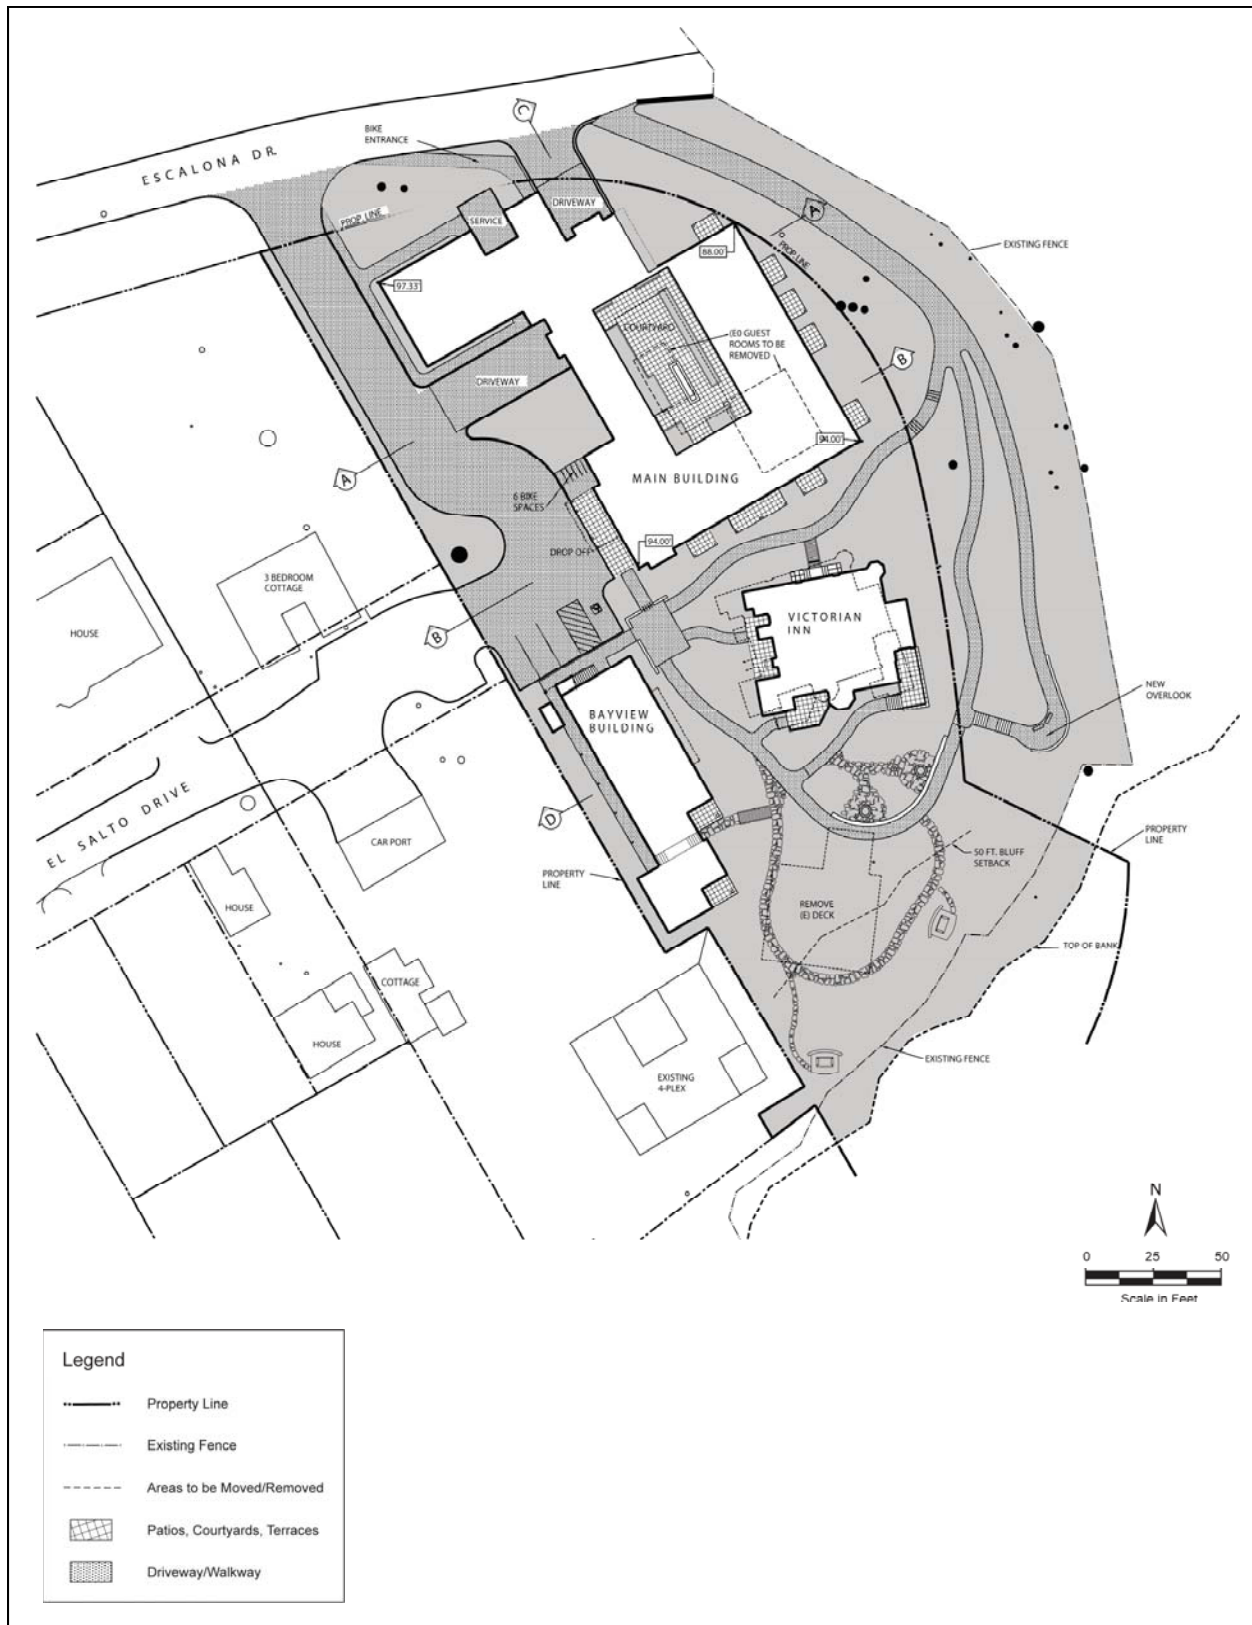 C
BIKE
ENTRANCE
ESCALONA DR.
DRIVEWAY
SERVICE
PROP LINE
A
88.00'
PROP LINE
EXISTING FENCE
97.33'
COURTYARD
(E0 GUEST
ROOMS TO BE
REMOVED
B
DRIVEWAY
94.00'
MAIN BUILDING
A
6 BIKE
SPACES
94.00'
DROP OFF
3 BEDROOM
COTTAGE
HOUSE
B
VICTORIAN
INN
NEW
OVERLOOK
BAYVIEW
BUILDING
EL SALTO DRIVE
D
CAR PORT
PROPERTY
LINE
50 FT. BLUFF
SETBACK
PROPERTY
LINE
HOUSE
REMOVE
(E) DECK
TOP OF BANK
COTTAGE
HOUSE
EXISTING
4-PLEX
EXISTING FENCE
N
0 25 50
Scale in Feet
Legend
Property Line
Existing Fence
Areas to be Moved/Removed
Patios, Courtyards, Terraces
Driveway/Walkway